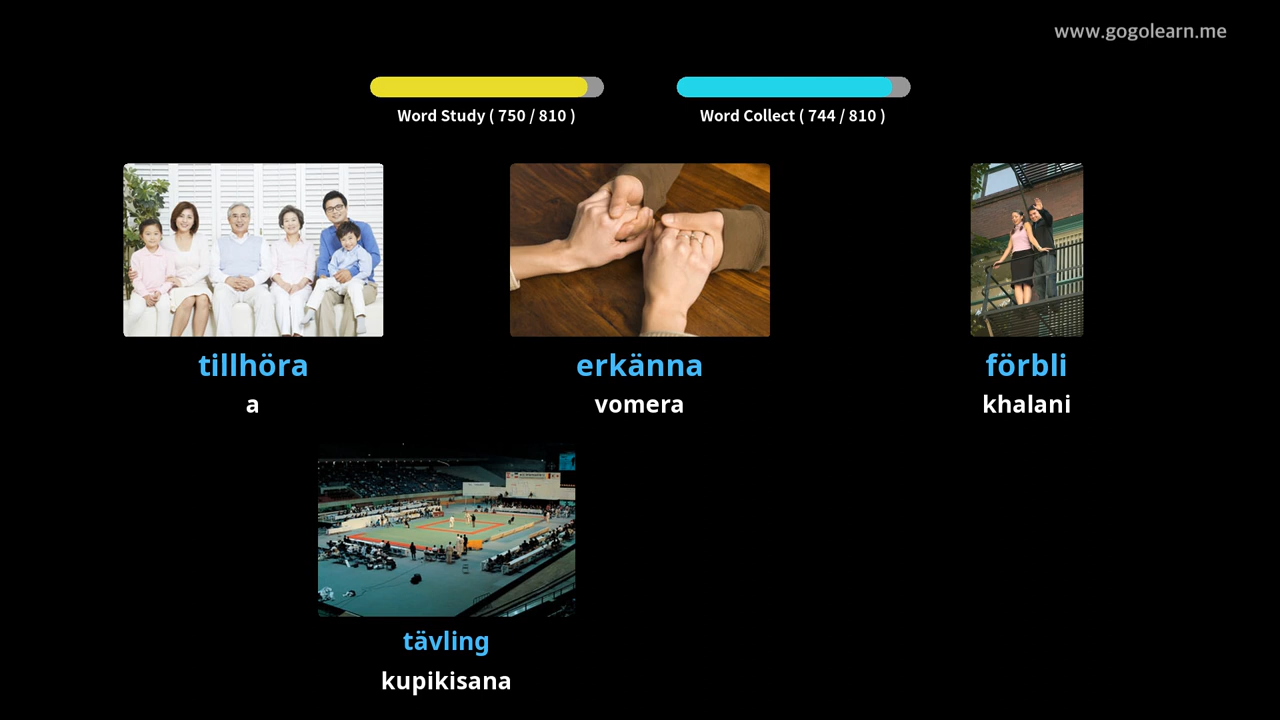 www.gogolearn.me
Word Study ( 750 / 810 )
Word Collect ( 744 / 810 )
tillhöra
a
erkänna
vomera
förbli
khalani
tävling
kupikisana